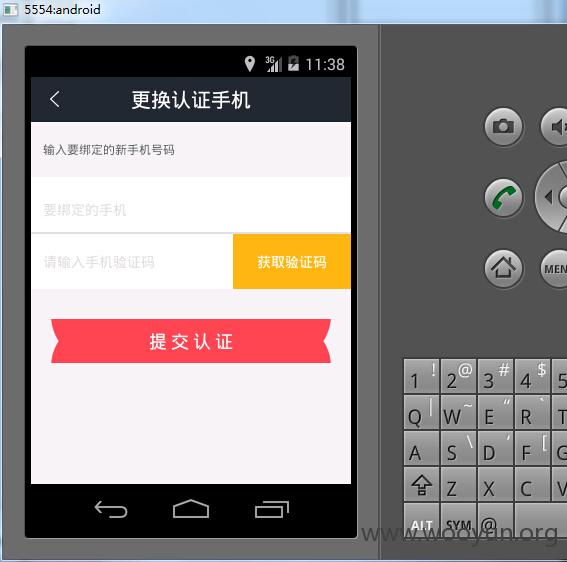 5554:android
3G 11:38
更换认证手机
输入要绑定的新手机号码
要绑定的手机
请输入手机验证码 获取验证码
提交认证
MEN
1 ! 2 @ 3 # 4 $ 5
Q | W ~ E “ R ` T
A S \ D ‘ F [ G
Z X C V
ALT SYM @
www.wooyun.org